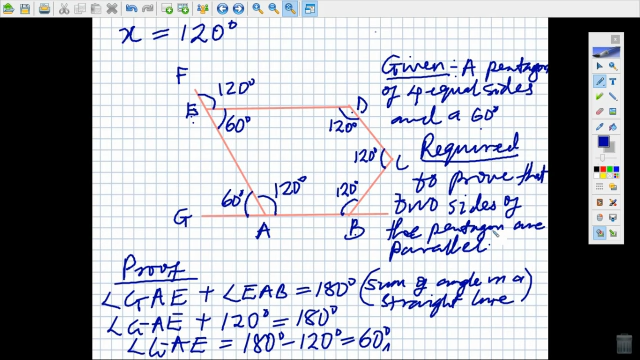 x = 120°
F
120°
E
60°
D
120°
120°
C
60°
120°
120°
G
A
B
Given:- A pentagon
of 4 equal sides
and a 60°
Required
to prove that
two sides of
the pentagon are
parallel.
Proof
∠GAE + ∠EAB = 180° (sum of angle in a straight line)
∠GAE + 120° = 180°
∠GAE = 180° - 120° = 60°